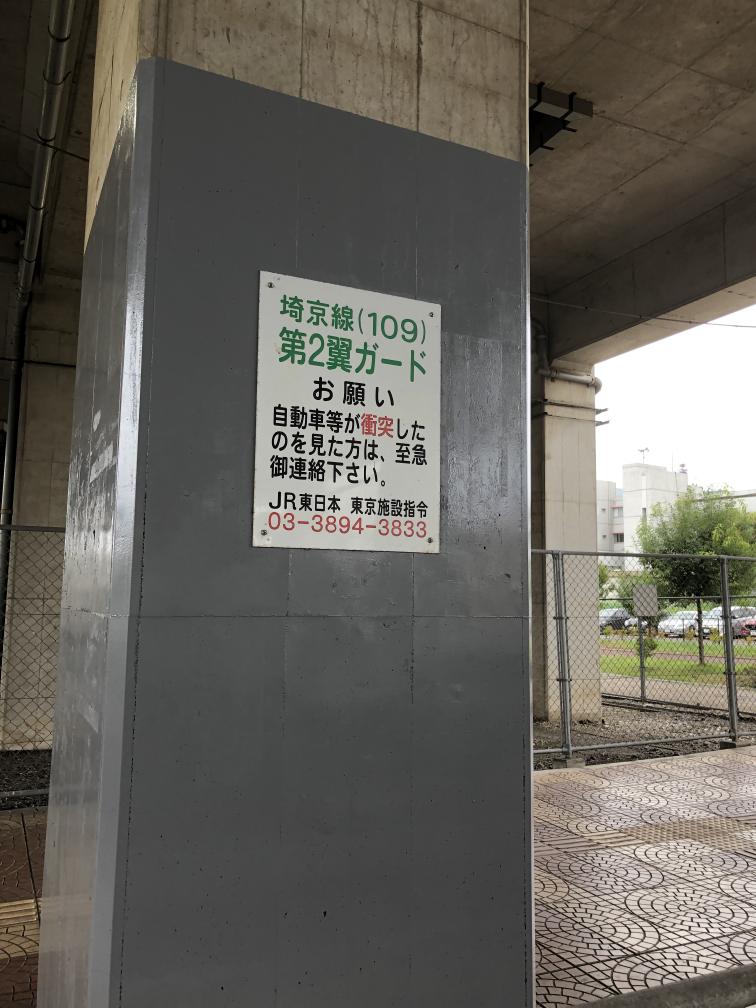 埼京線(109)
第2翼ガード
お願い
自動車等が衝突した
のを見た方は、至急
御連絡下さい。
JR東日本 東京施設指令
03-3894-3833